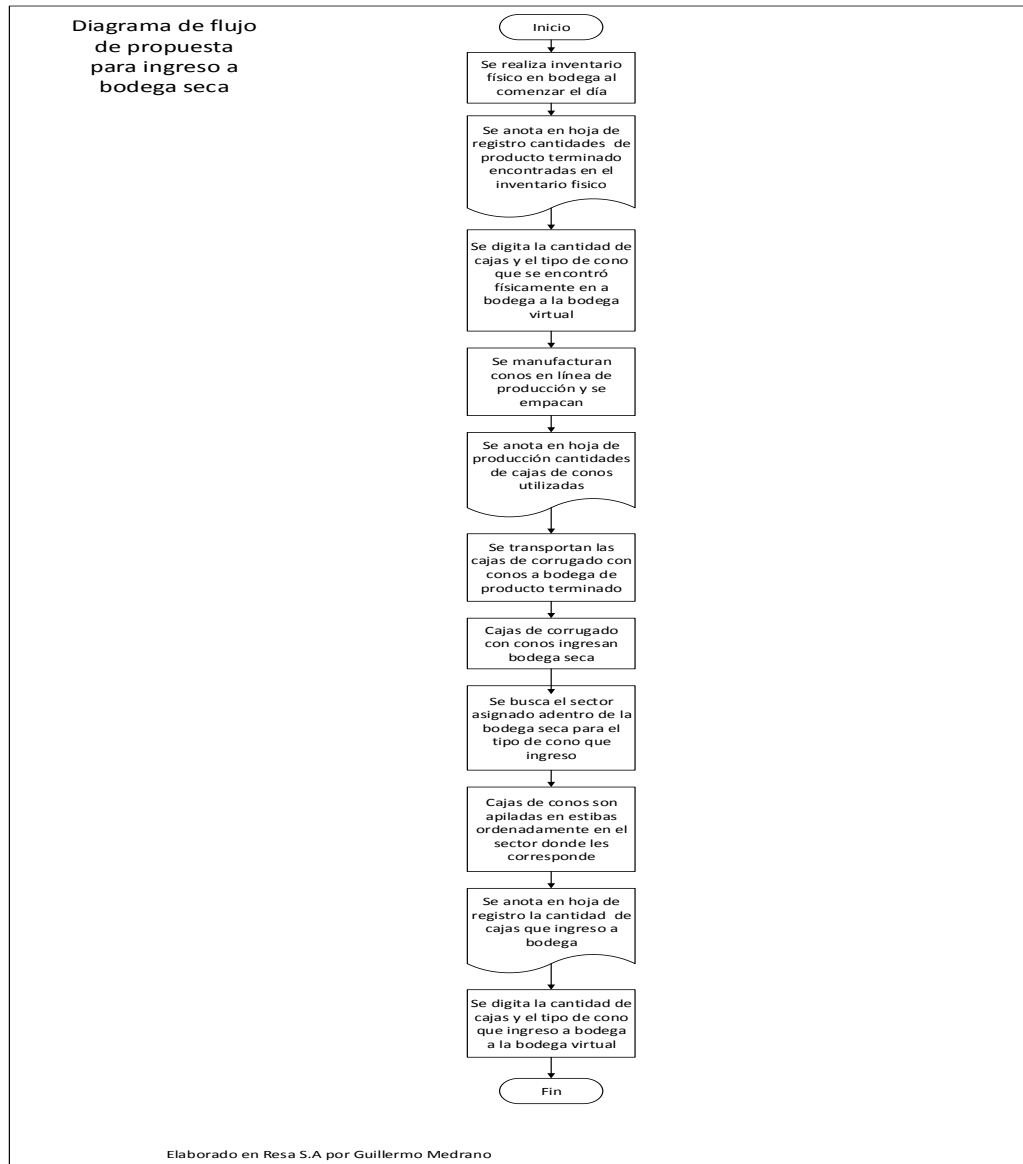 Diagrama de flujo
de propuesta
para ingreso a
bodega seca
Inicio
Se realiza inventario
físico en bodega al
comenzar el día
Se anota en hoja de
registro cantidades de
producto terminado
encontradas en el
inventario fisico
Se digita la cantidad de
cajas y el tipo de cono
que se encontró
físicamente en a
bodega a la bodega
virtual
Se manufacturan
conos en línea de
producción y se
empacan
Se anota en hoja de
producción cantidades
de cajas de conos
utilizadas
Se transportan las
cajas de corrugado con
conos a bodega de
producto terminado
Cajas de corrugado
con conos ingresan
bodega seca
Se busca el sector
asignado adentro de la
bodega seca para el
tipo de cono que
ingreso
Cajas de conos son
apiladas en estibas
ordenadamente en el
sector donde les
corresponde
Se anota en hoja de
registro la cantidad de
cajas que ingreso a
bodega
Se digita la cantidad de
cajas y el tipo de cono
que ingreso a bodega
a la bodega virtual
Fin
Elaborado en Resa S.A por Guillermo Medrano